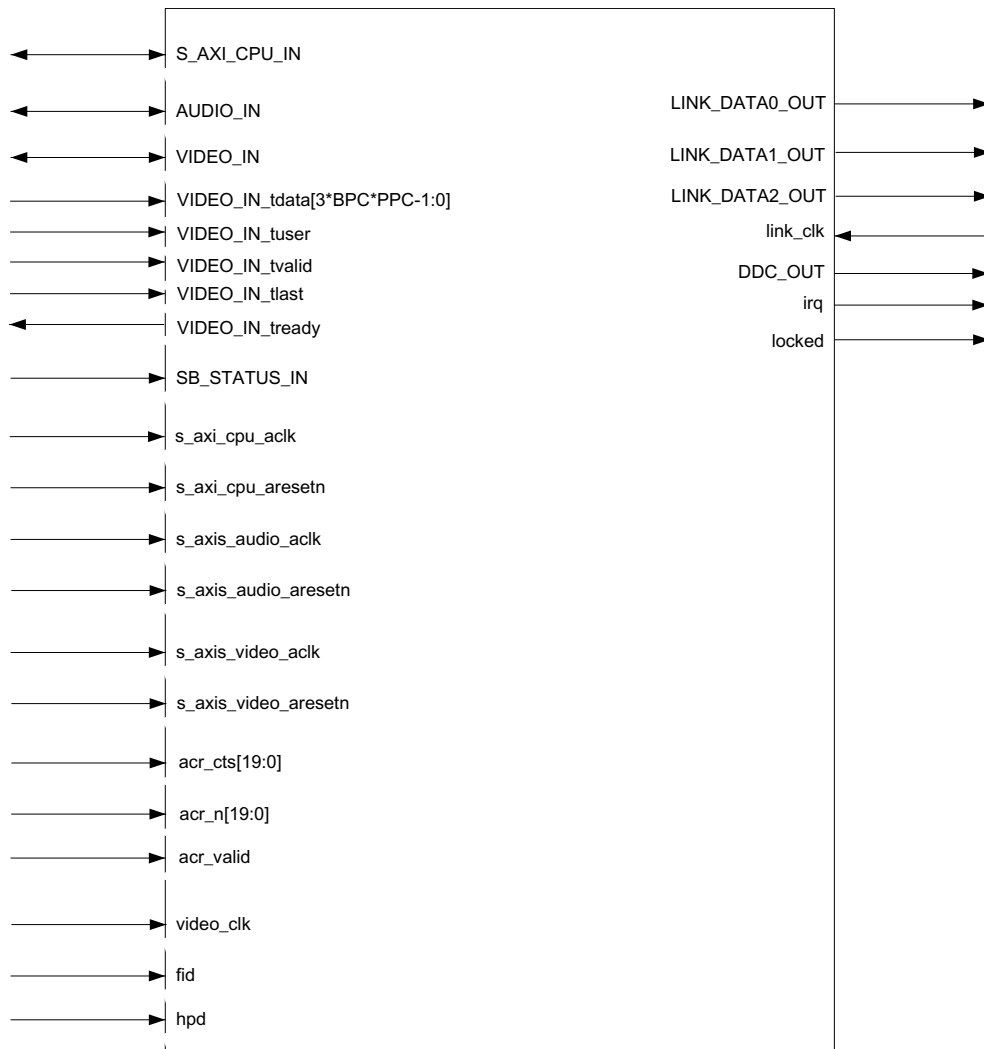 S_AXI_CPU_IN
AUDIO_IN
VIDEO_IN
VIDEO_IN_tdata[3*BPC*PPC-1:0]
VIDEO_IN_tuser
VIDEO_IN_tvalid
VIDEO_IN_tlast
VIDEO_IN_tready
SB_STATUS_IN
s_axi_cpu_aclk
s_axi_cpu_aresetn
s_axis_audio_aclk
s_axis_audio_aresetn
s_axis_video_aclk
s_axis_video_aresetn
acr_cts[19:0]
acr_n[19:0]
acr_valid
video_clk
fid
hpd
LINK_DATA0_OUT
LINK_DATA1_OUT
LINK_DATA2_OUT
link_clk
DDC_OUT
irq
locked